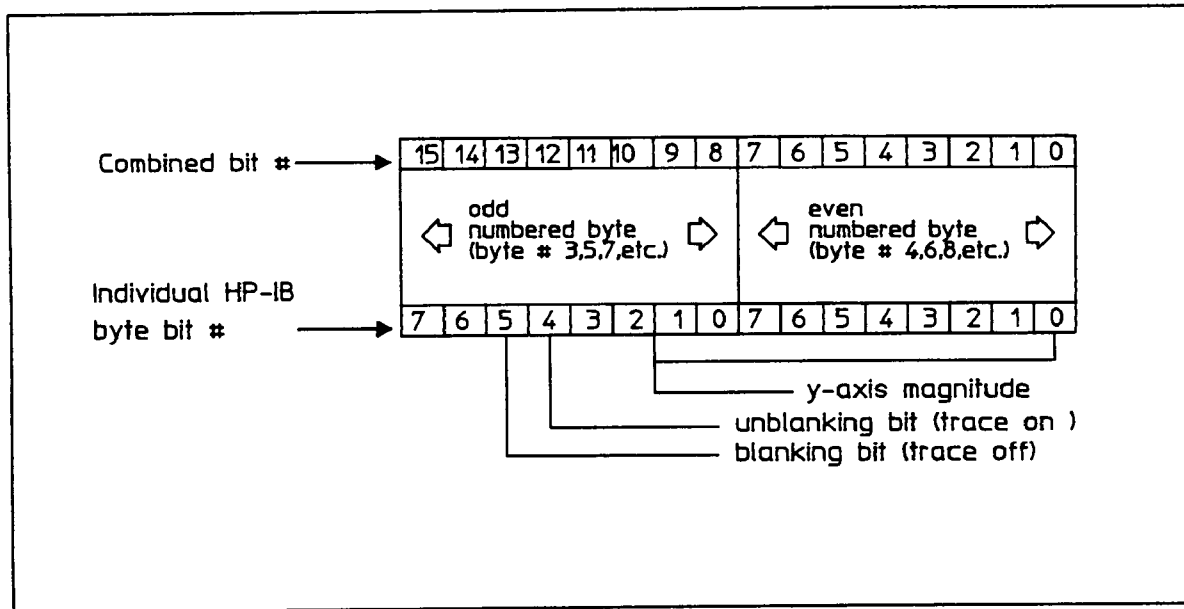 Combined bit #
15 14 13 12 11 10 9 8 7 6 5 4 3 2 1 0
odd
numbered byte
(byte # 3,5,7,etc.)
even
numbered byte
(byte # 4,6,8,etc.)
Individual HP-IB
byte bit #
7 6 5 4 3 2 1 0 7 6 5 4 3 2 1 0
y-axis magnitude
unblanking bit (trace on )
blanking bit (trace off)